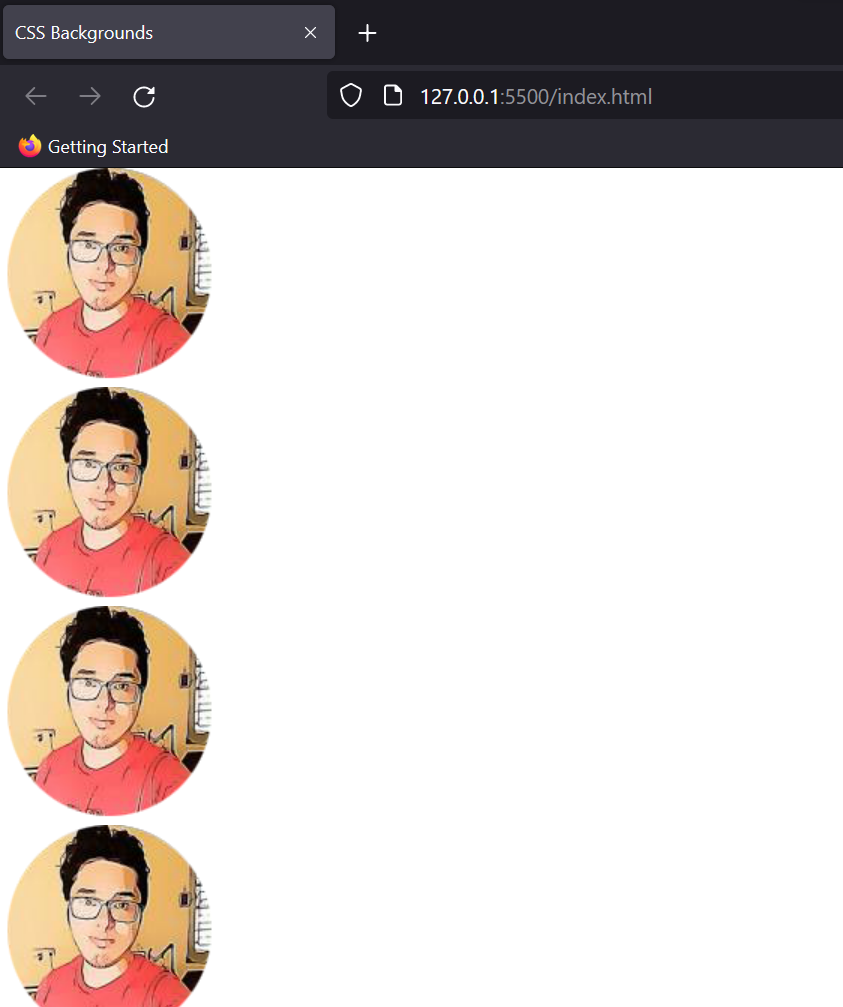 CSS Backgrounds
127.0.0.1:5500/index.html
Getting Started